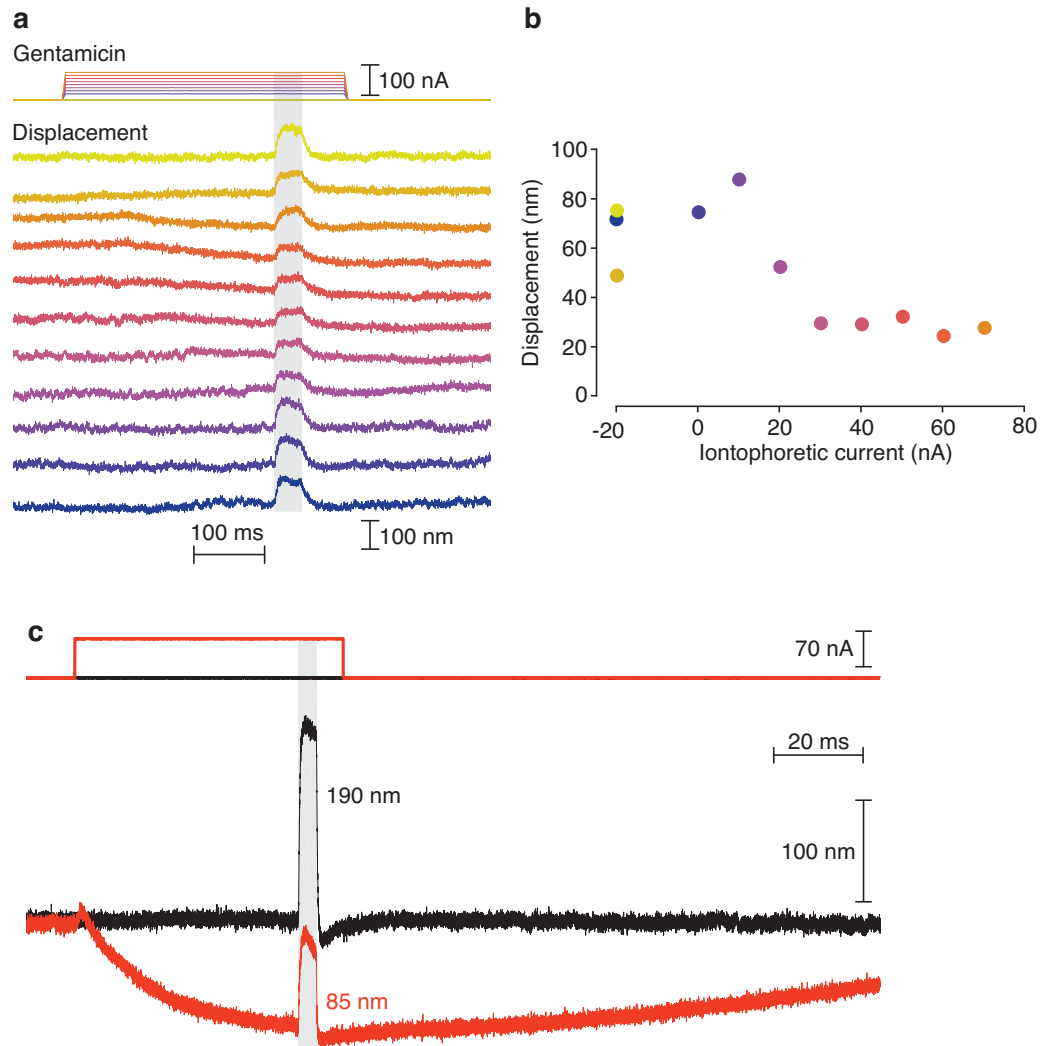 a
Gentamicin
100 nA
Displacement
100 ms
100 nm
b
Displacement (nm)
100
80
60
40
20
0
-20 0 20 40 60 80
Iontophoretic current (nA)
c
70 nA
20 ms
190 nm
100 nm
85 nm